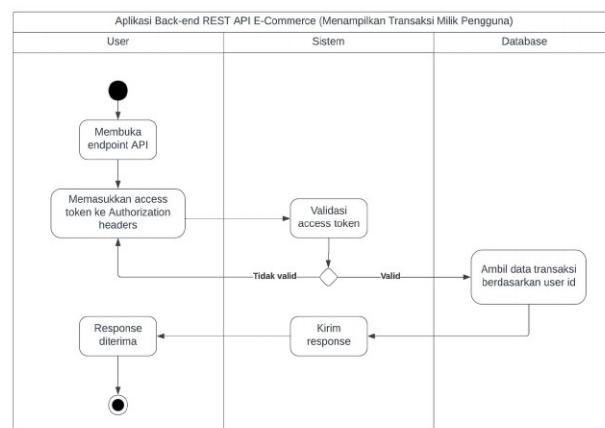 Aplikasi Back-end REST API E-Commerce (Menampilkan Transaksi Milik Pengguna)
User
Sistem
Database
Membuka
endpoint API
Memasukkan access
token ke Authorization
headers
Validasi
access token
Tidak valid
Valid
Ambil data transaksi
berdasarkan user id
Response
diterima
Kirim
response